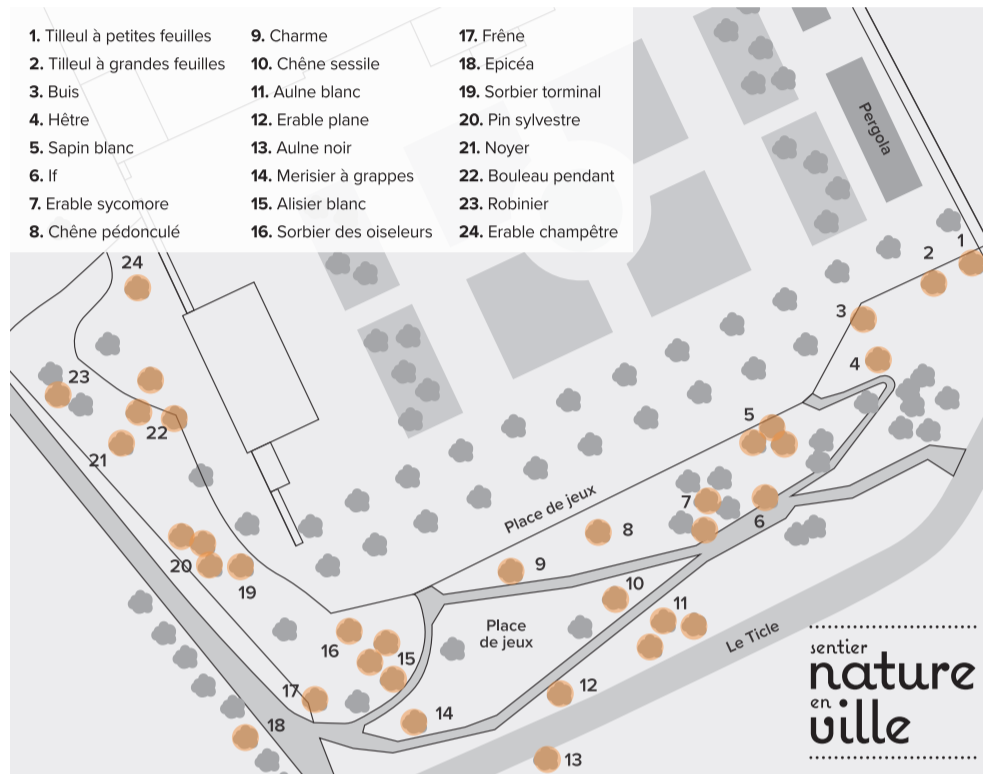 1. Tilleul à petites feuilles
2. Tilleul à grandes feuilles
3. Buis
4. Hêtre
5. Sapin blanc
6. If
7. Erable sycomore
8. Chêne pédonculé
9. Charme
10. Chêne sessile
11. Aulne blanc
12. Erable plane
13. Aulne noir
14. Merisier à grappes
15. Alisier blanc
16. Sorbier des oiseleurs
17. Frêne
18. Epicéa
19. Sorbier torminal
20. Pin sylvestre
21. Noyer
22. Bouleau pendant
23. Robinier
24. Erable champêtre
Pergola
1
2
24
3
4
23
5
22
21
7
6
Place de jeux
8
20
9
19
10
11
16
Place
de jeux
Le Ticle
15
12
17
14
18
13
sentier
nature
en
ville